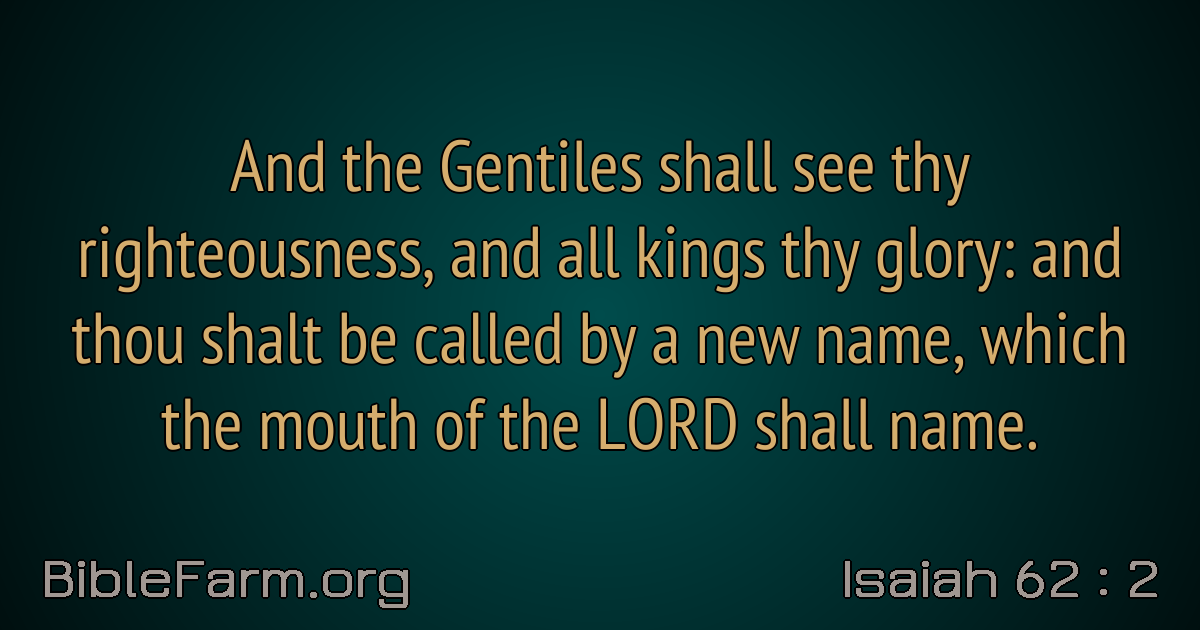 And the Gentiles shall see thy
righteousness, and all kings thy glory: and
thou shalt be called by a new name, which
the mouth of the LORD shall name.
BibleFarm.org
Isaiah 62 : 2